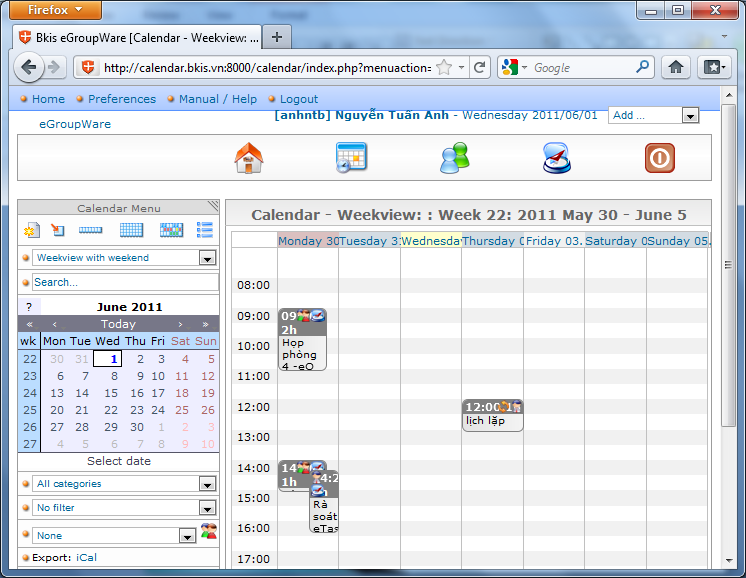 Firefox
Bkis eGroupWare [Calendar - Weekview: ...
http://calendar.bkis.vn:8000/calendar/index.php?menuaction=
Google
Home
Preferences
Manual / Help
Logout
eGroupWare
[anhntb] Nguyễn Tuấn Anh - Wednesday 2011/06/01
Add ...
Calendar Menu
Weekview with weekend
Search...
? June 2011
« ‹ Today › »
wk Mon Tue Wed Thu Fri Sat Sun
22 30 31 1 2 3 4 5
23 6 7 8 9 10 11 12
24 13 14 15 16 17 18 19
25 20 21 22 23 24 25 26
26 27 28 29 30 1 2 3
27 4 5 6 7 8 9 10
Select date
All categories
No filter
None
Export: iCal
Calendar - Weekview: : Week 22: 2011 May 30 - June 5
Monday 30 Tuesday 3 Wednesday Thursday 0 Friday 03. Saturday 0 Sunday 05.
08:00
09:00
10:00
11:00
12:00
13:00
14:00
15:00
16:00
17:00
09
2h
Họp
phòng
4 -eO
12:00
lịch lặp
14
1h
4:2
Rà
soát
eTas